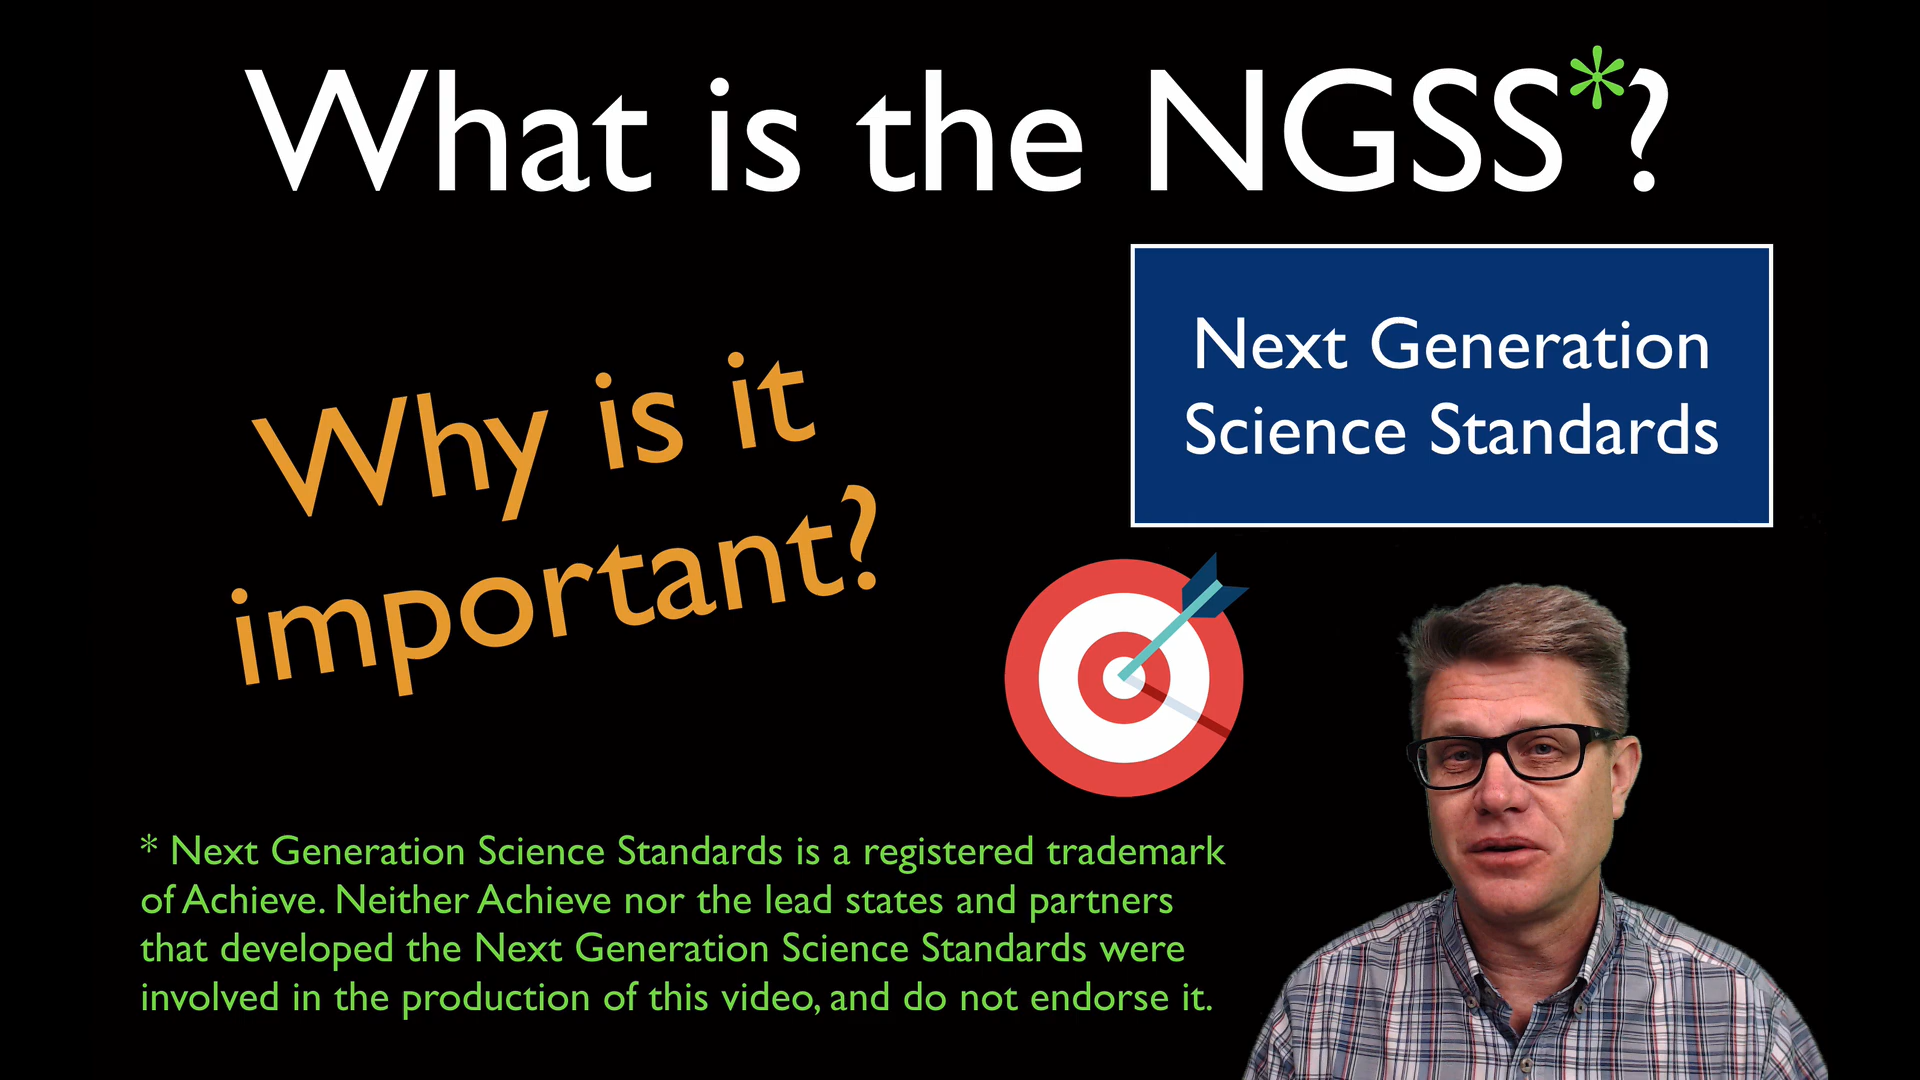 What is the NGSS*?
Next Generation
Science Standards
Why is it
important?
* Next Generation Science Standards is a registered trademark
of Achieve. Neither Achieve nor the lead states and partners
that developed the Next Generation Science Standards were
involved in the production of this video, and do not endorse it.